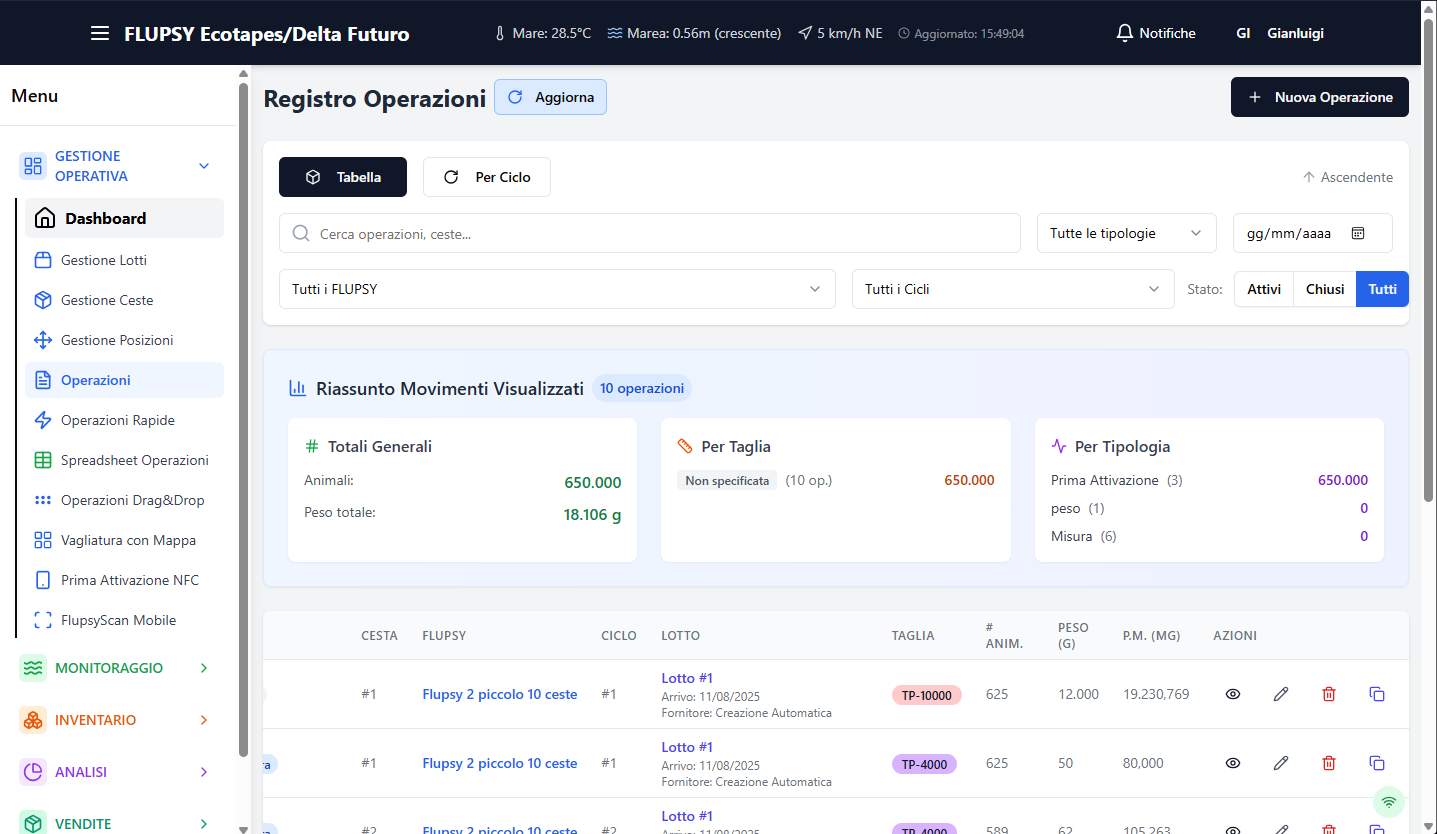 FLUPSY Ecotapes/Delta Futuro
Mare: 28.5°C
Marea: 0.56m (crescente)
5 km/h NE
Aggiornato: 15:49:04
Notifiche
GI
Gianluigi
Menu
GESTIONE
OPERATIVA
Dashboard
Gestione Lotti
Gestione Ceste
Gestione Posizioni
Operazioni
Operazioni Rapide
Spreadsheet Operazioni
Operazioni Drag&Drop
Vagliatura con Mappa
Prima Attivazione NFC
FlupsyScan Mobile
MONITORAGGIO
INVENTARIO
ANALISI
VENDITE
Registro Operazioni
Aggiorna
Nuova Operazione
Tabella
Per Ciclo
Ascendente
Cerca operazioni, ceste...
Tutte le tipologie
gg/mm/aaaa
Tutti i FLUPSY
Tutti i Cicli
Stato:
Attivi
Chiusi
Tutti
Riassunto Movimenti Visualizzati
10 operazioni
Totali Generali
Animali: 650.000
Peso totale: 18.106 g
Per Taglia
Non specificata (10 op.) 650.000
Per Tipologia
Prima Attivazione (3) 650.000
peso (1) 0
Misura (6) 0
CESTA FLUPSY CICLO LOTTO TAGLIA # ANIM. PESO (G) P.M. (MG) AZIONI
#1 Flupsy 2 piccolo 10 ceste #1 Lotto #1 TP-10000 625 12.000 19.230,769
Arrivo: 11/08/2025
Fornitore: Creazione Automatica
ra #1 Flupsy 2 piccolo 10 ceste #1 Lotto #1 TP-4000 625 50 80,000
Arrivo: 11/08/2025
Fornitore: Creazione Automatica
#2 Flupsy 2 piccolo 10 ceste #2 Lotto #1 TP-4000 589 62 105,263
Arrivo: 11/08/2025